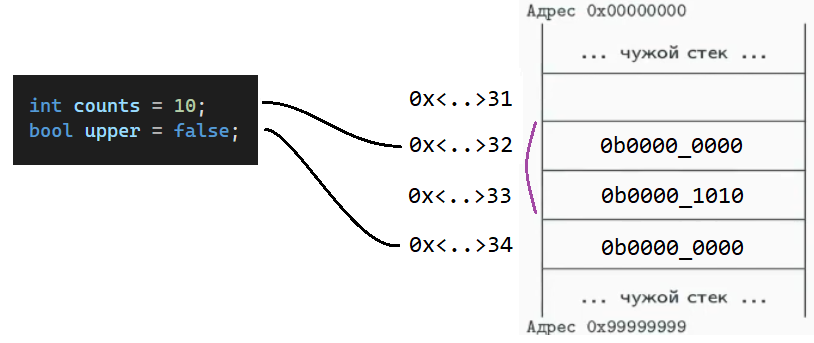 Адрес 0x00000000
... чужой стек ...
int counts = 10;
bool upper = false;
0x<..>31
0x<..>32
0b0000_0000
0x<..>33
0b0000_1010
0x<..>34
0b0000_0000
... чужой стек ...
Адрес 0x99999999